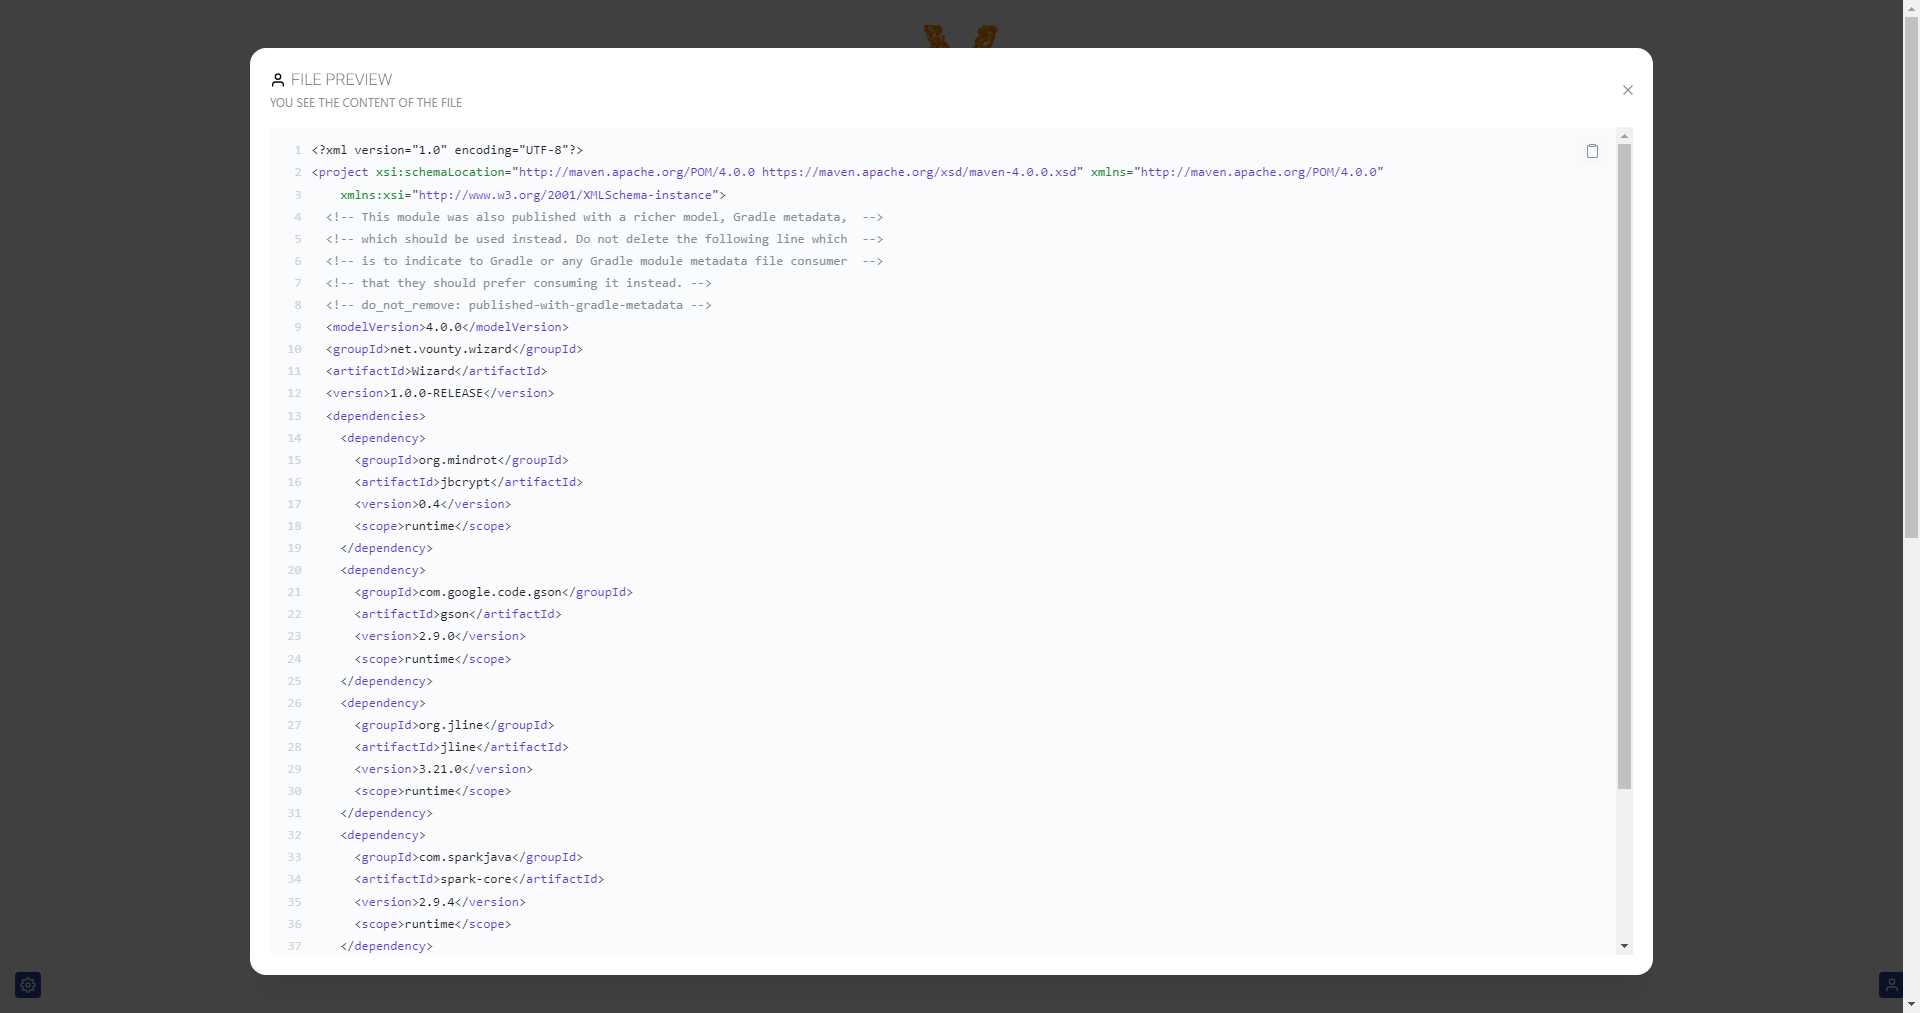 FILE PREVIEW
YOU SEE THE CONTENT OF THE FILE
1 <?xml version="1.0" encoding="UTF-8"?>
2 <project xsi:schemaLocation="http://maven.apache.org/POM/4.0.0 https://maven.apache.org/xsd/maven-4.0.0.xsd" xmlns="http://maven.apache.org/POM/4.0.0"
3 xmlns:xsi="http://www.w3.org/2001/XMLSchema-instance">
4 <!-- This module was also published with a richer model, Gradle metadata,  -->
5 <!-- which should be used instead. Do not delete the following line which  -->
6 <!-- is to indicate to Gradle or any Gradle module metadata file consumer  -->
7 <!-- that they should prefer consuming it instead. -->
8 <!-- do_not_remove: published-with-gradle-metadata -->
9 <modelVersion>4.0.0</modelVersion>
10 <groupId>net.vounty.wizard</groupId>
11 <artifactId>Wizard</artifactId>
12 <version>1.0.0-RELEASE</version>
13 <dependencies>
14 <dependency>
15 <groupId>org.mindrot</groupId>
16 <artifactId>jbcrypt</artifactId>
17 <version>0.4</version>
18 <scope>runtime</scope>
19 </dependency>
20 <dependency>
21 <groupId>com.google.code.gson</groupId>
22 <artifactId>gson</artifactId>
23 <version>2.9.0</version>
24 <scope>runtime</scope>
25 </dependency>
26 <dependency>
27 <groupId>org.jline</groupId>
28 <artifactId>jline</artifactId>
29 <version>3.21.0</version>
30 <scope>runtime</scope>
31 </dependency>
32 <dependency>
33 <groupId>com.sparkjava</groupId>
34 <artifactId>spark-core</artifactId>
35 <version>2.9.4</version>
36 <scope>runtime</scope>
37 </dependency>